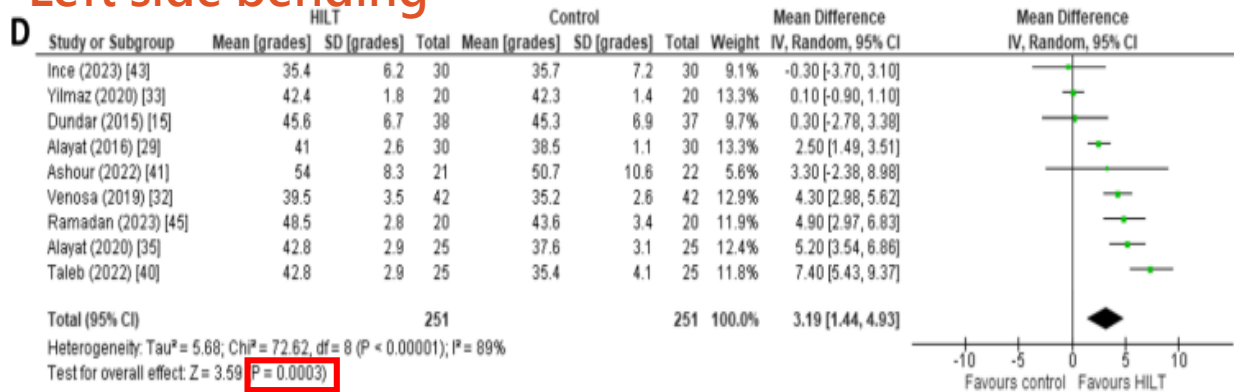 Left side bending
D
HILT Control Mean Difference Mean Difference
Study or Subgroup Mean [grades] SD [grades] Total Mean [grades] SD [grades] Total Weight IV, Random, 95% CI IV, Random, 95% CI
Ince (2023) [43] 35.4 6.2 30 35.7 7.2 30 9.1% -0.30 [-3.70, 3.10]
Yilmaz (2020) [33] 42.4 1.8 20 42.3 1.4 20 13.3% 0.10 [-0.90, 1.10]
Dundar (2015) [15] 45.6 6.7 38 45.3 6.9 37 9.7% 0.30 [-2.78, 3.38]
Alayat (2016) [29] 41 2.6 30 38.5 1.1 30 13.3% 2.50 [1.49, 3.51]
Ashour (2022) [41] 54 8.3 21 50.7 10.6 22 5.6% 3.30 [-2.38, 8.98]
Venosa (2019) [32] 39.5 3.5 42 35.2 2.6 42 12.9% 4.30 [2.98, 5.62]
Ramadan (2023) [45] 48.5 2.8 20 43.6 3.4 20 11.9% 4.90 [2.97, 6.83]
Alayat (2020) [35] 42.8 2.9 25 37.6 3.1 25 12.4% 5.20 [3.54, 6.86]
Taleb (2022) [40] 42.8 2.9 25 35.4 4.1 25 11.8% 7.40 [5.43, 9.37]
Total (95% CI) 251 251 100.0% 3.19 [1.44, 4.93]
Heterogeneity: Tau² = 5.68; Chi² = 72.62, df = 8 (P < 0.00001); I² = 89%
Test for overall effect: Z = 3.59 (P = 0.0003)
-10 -5 0 5 10
Favours control Favours HILT